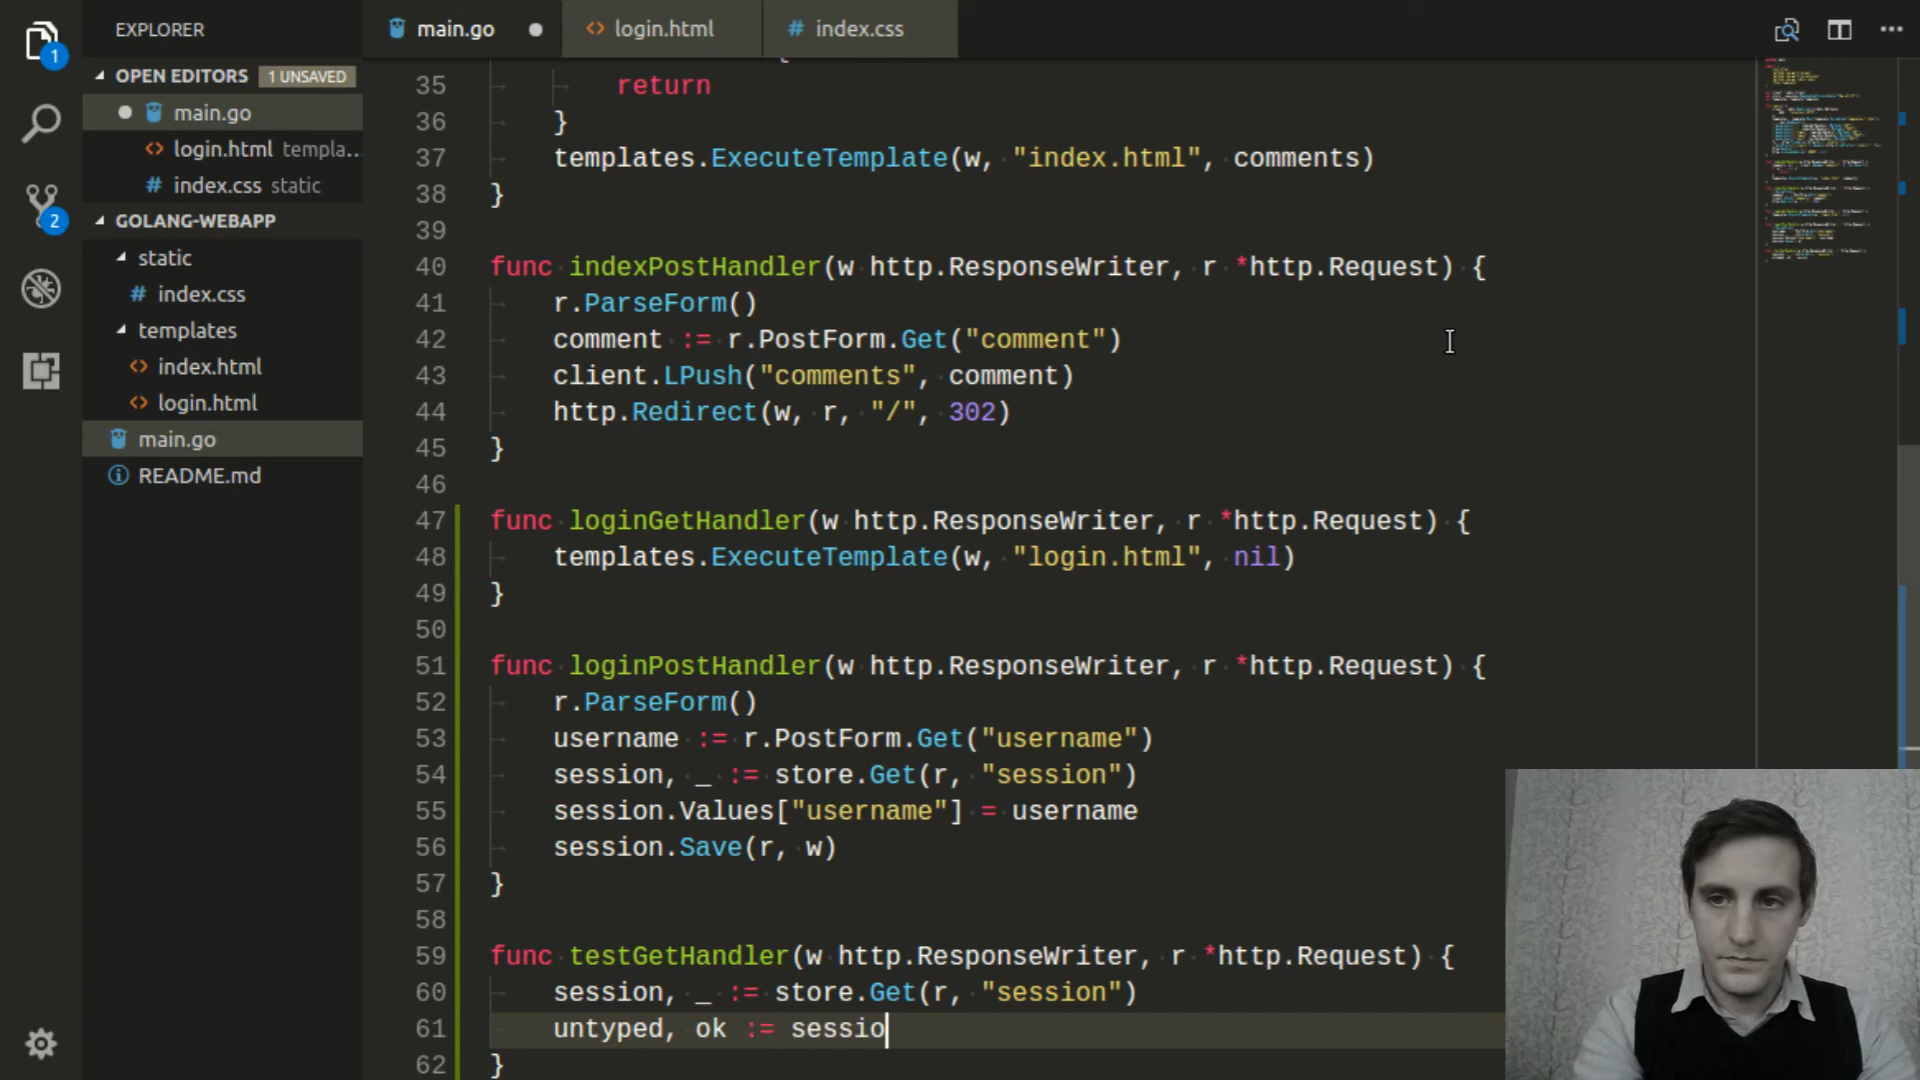 EXPLORER
main.go
login.html
index.css
OPEN EDITORS 1 UNSAVED
main.go
login.html templa...
index.css static
GOLANG-WEBAPP
static
index.css
templates
index.html
login.html
main.go
README.md
1
2
35 return
36 }
37 templates.ExecuteTemplate(w, "index.html", comments)
38 }
39
40 func indexPostHandler(w http.ResponseWriter, r *http.Request) {
41 r.ParseForm()
42 comment := r.PostForm.Get("comment")
43 client.LPush("comments", comment)
44 http.Redirect(w, r, "/", 302)
45 }
46
47 func loginGetHandler(w http.ResponseWriter, r *http.Request) {
48 templates.ExecuteTemplate(w, "login.html", nil)
49 }
50
51 func loginPostHandler(w http.ResponseWriter, r *http.Request) {
52 r.ParseForm()
53 username := r.PostForm.Get("username")
54 session, _ := store.Get(r, "session")
55 session.Values["username"] = username
56 session.Save(r, w)
57 }
58
59 func testGetHandler(w http.ResponseWriter, r *http.Request) {
60 session, _ := store.Get(r, "session")
61 untyped, ok := sessio
62 }